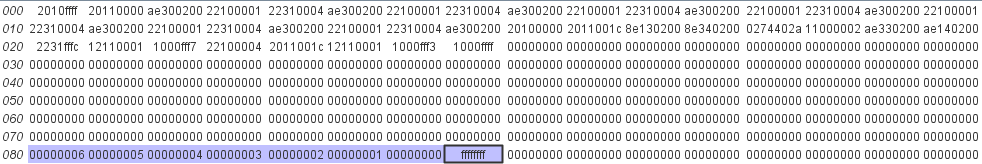 000 2010ffff 20110000 ae300200 22100001 22310004 ae300200 22100001 22310004 ae300200 22100001 22310004 ae300200 22100001 22310004 ae300200 22100001
010 22310004 ae300200 22100001 22310004 ae300200 22100001 22310004 ae300200 20100000 2011001c 8e130200 8e340200 0274402a 11000002 ae330200 ae140200
020 2231fffc 12110001 1000fff7 22100004 2011001c 12110001 1000fff3 1000ffff 00000000 00000000 00000000 00000000 00000000 00000000 00000000 00000000
030 00000000 00000000 00000000 00000000 00000000 00000000 00000000 00000000 00000000 00000000 00000000 00000000 00000000 00000000 00000000 00000000
040 00000000 00000000 00000000 00000000 00000000 00000000 00000000 00000000 00000000 00000000 00000000 00000000 00000000 00000000 00000000 00000000
050 00000000 00000000 00000000 00000000 00000000 00000000 00000000 00000000 00000000 00000000 00000000 00000000 00000000 00000000 00000000 00000000
060 00000000 00000000 00000000 00000000 00000000 00000000 00000000 00000000 00000000 00000000 00000000 00000000 00000000 00000000 00000000 00000000
070 00000000 00000000 00000000 00000000 00000000 00000000 00000000 00000000 00000000 00000000 00000000 00000000 00000000 00000000 00000000 00000000
080 00000006 00000005 00000004 00000003 00000002 00000001 00000000 ffffffff 00000000 00000000 00000000 00000000 00000000 00000000 00000000 00000000